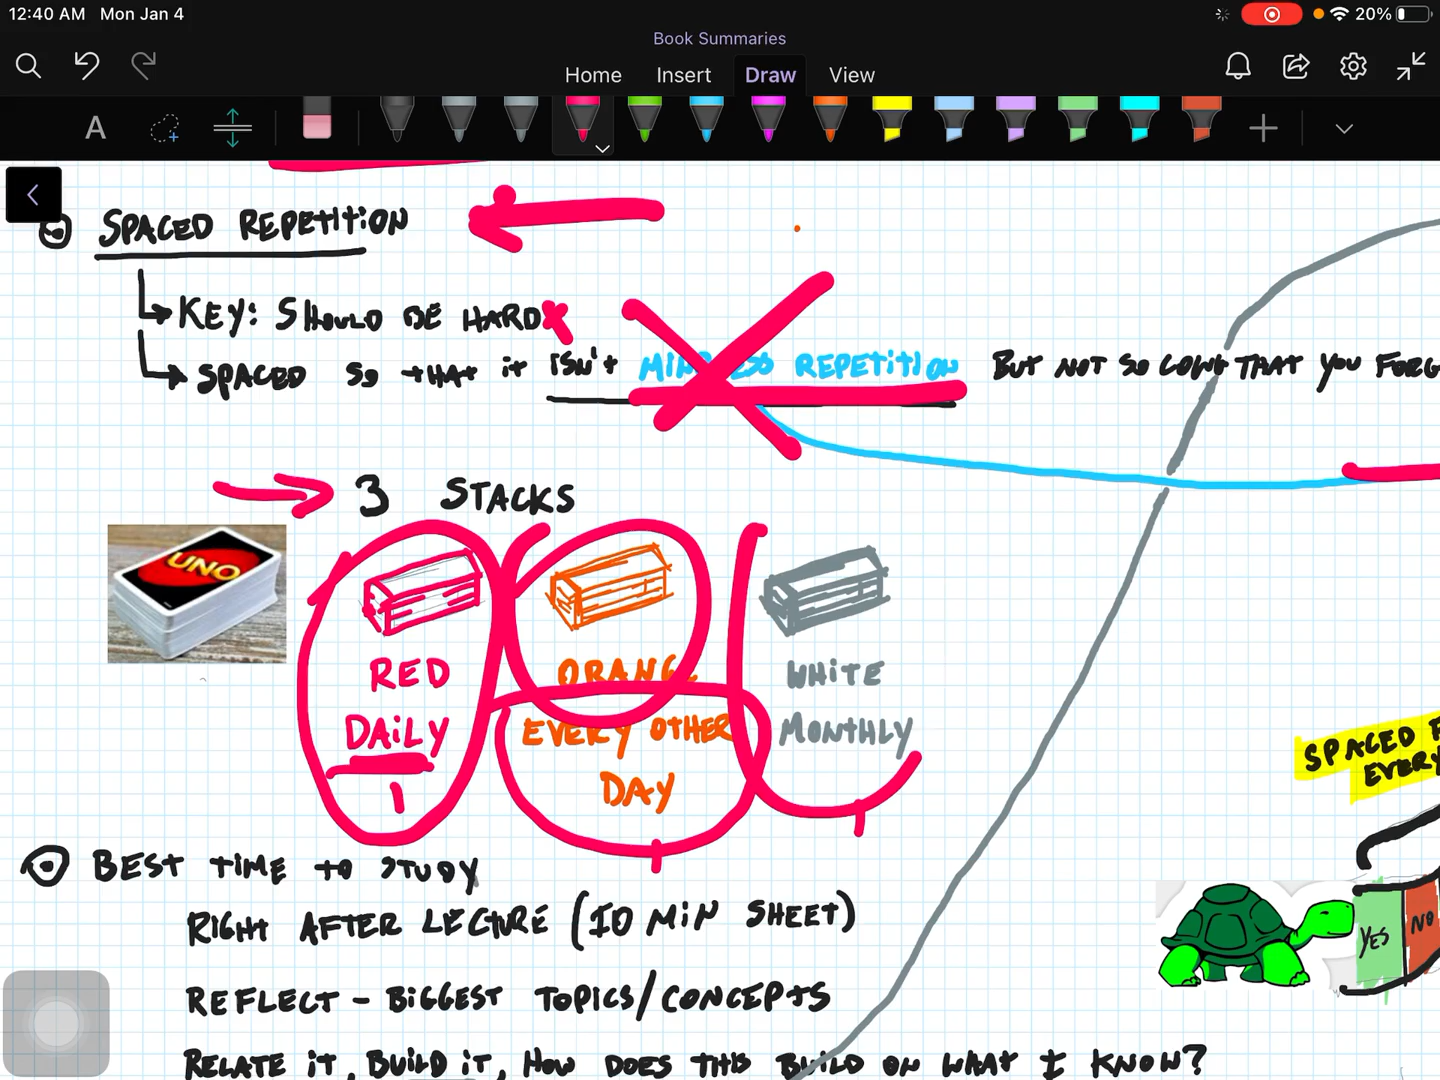 12:40 AM Mon Jan 4
20%
Book Summaries
Home Insert Draw View
A
SPACED REPETITION
KEY: SHOULD BE HARD
SPACED SO THAT IT ISN'T REPETITION BUT NOT SO LONG THAT YOU FORG
3 STACKS
UNO
RED ORANGE WHITE
DAILY EVERY OTHER DAY MONTHLY
1
SPACED
EVERY
BEST TIME TO STUDY
RIGHT AFTER LECTURE (10 MIN SHEET)
YES NO
REFLECT - BIGGEST TOPICS/CONCEPTS
RELATE IT, BUILD IT, HOW DOES THIS BUILD ON WHAT I KNOW?